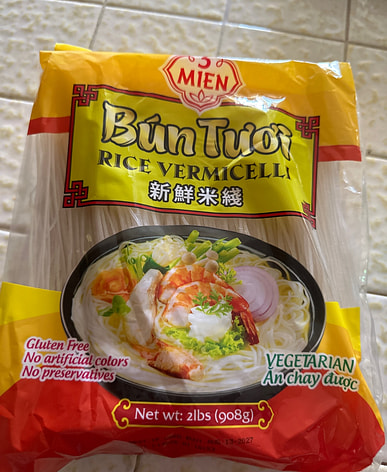 3
MIEN
Bún Tươi
RICE VERMICELLI
新鮮米綫
Gluten Free
No artificial colors
No preservatives
VEGETARIAN
Ăn chay được
Net wt: 2lbs (908g)